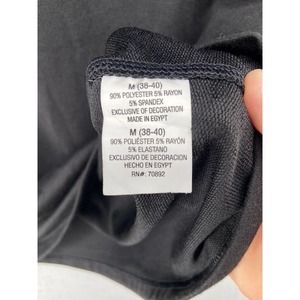 M (38-40)
90% POLYESTER 5% RAYON
5% SPANDEX
EXCLUSIVE OF DECORATION
MADE IN EGYPT
M (38-40)
90% POLIÉSTER 5% RAYÓN
5% ELASTANO
EXCLUSIVO DE DECORACION
HECHO EN EGYPT
RN#: 70892